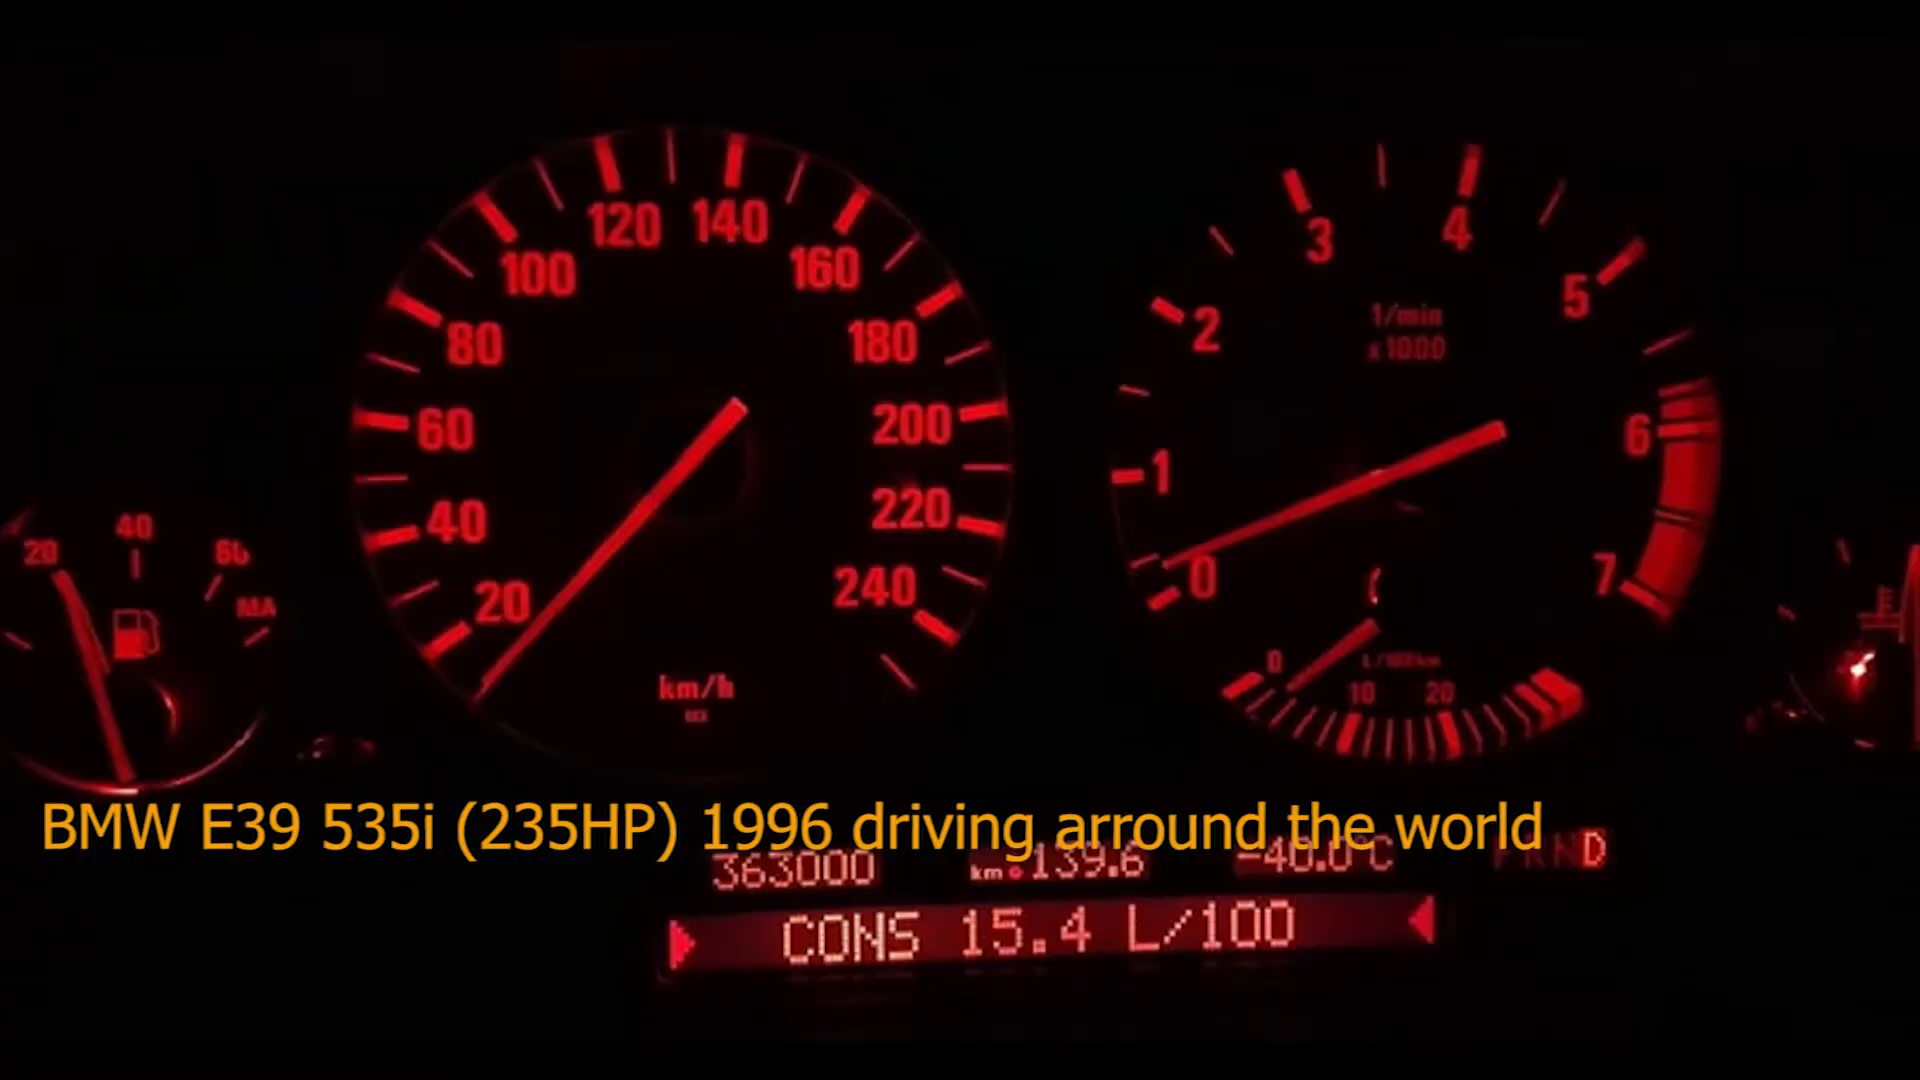 120 140
100 160
80 180
60 200
40 220
20 240
km/h
3 4
2 5
1/min
x1000
1 6
0 7
20 40 60
0
10 20
BMW E39 535i (235HP) 1996 driving arround the world
363000 km 139.6 -40.0°C PRND
CONS 15.4 L/100